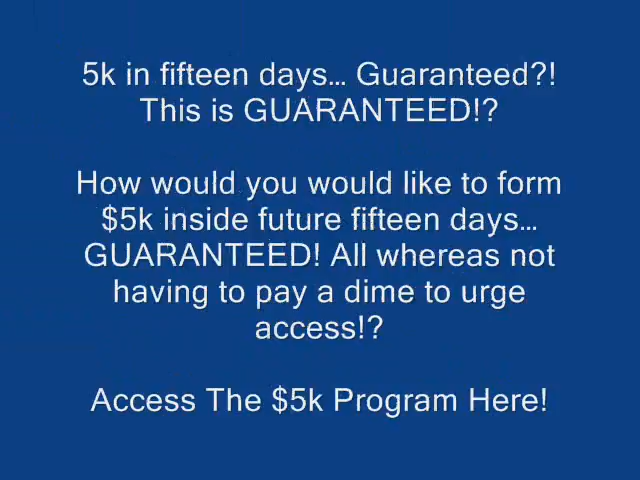 5k in fifteen days... Guaranteed?!
This is GUARANTEED!?
How would you would like to form
$5k inside future fifteen days...
GUARANTEED! All whereas not
having to pay a dime to urge
access!?
Access The $5k Program Here!